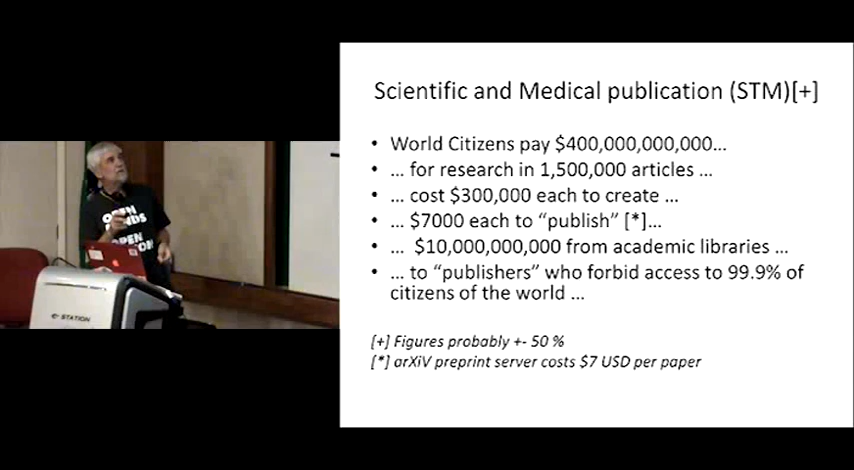 Scientific and Medical publication (STM)[+]
• World Citizens pay $400,000,000,000...
• ... for research in 1,500,000 articles ...
• ... cost $300,000 each to create ...
• ... $7000 each to “publish” [*]...
• ... $10,000,000,000 from academic libraries ...
• ... to “publishers” who forbid access to 99.9% of
citizens of the world ...
[+] Figures probably +- 50 %
[*] arXiV preprint server costs $7 USD per paper
OPEN
OPEN
e-STATION